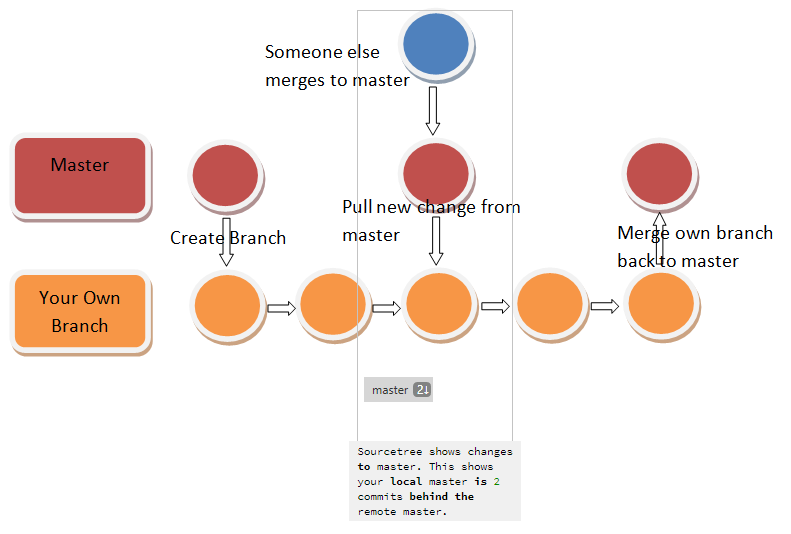 Someone else
merges to master
Master
Pull new change from
master
Create Branch
Merge own branch
back to master
Your Own
Branch
master 2↓
Sourcetree shows changes
to master. This shows
your local master is 2
commits behind the
remote master.